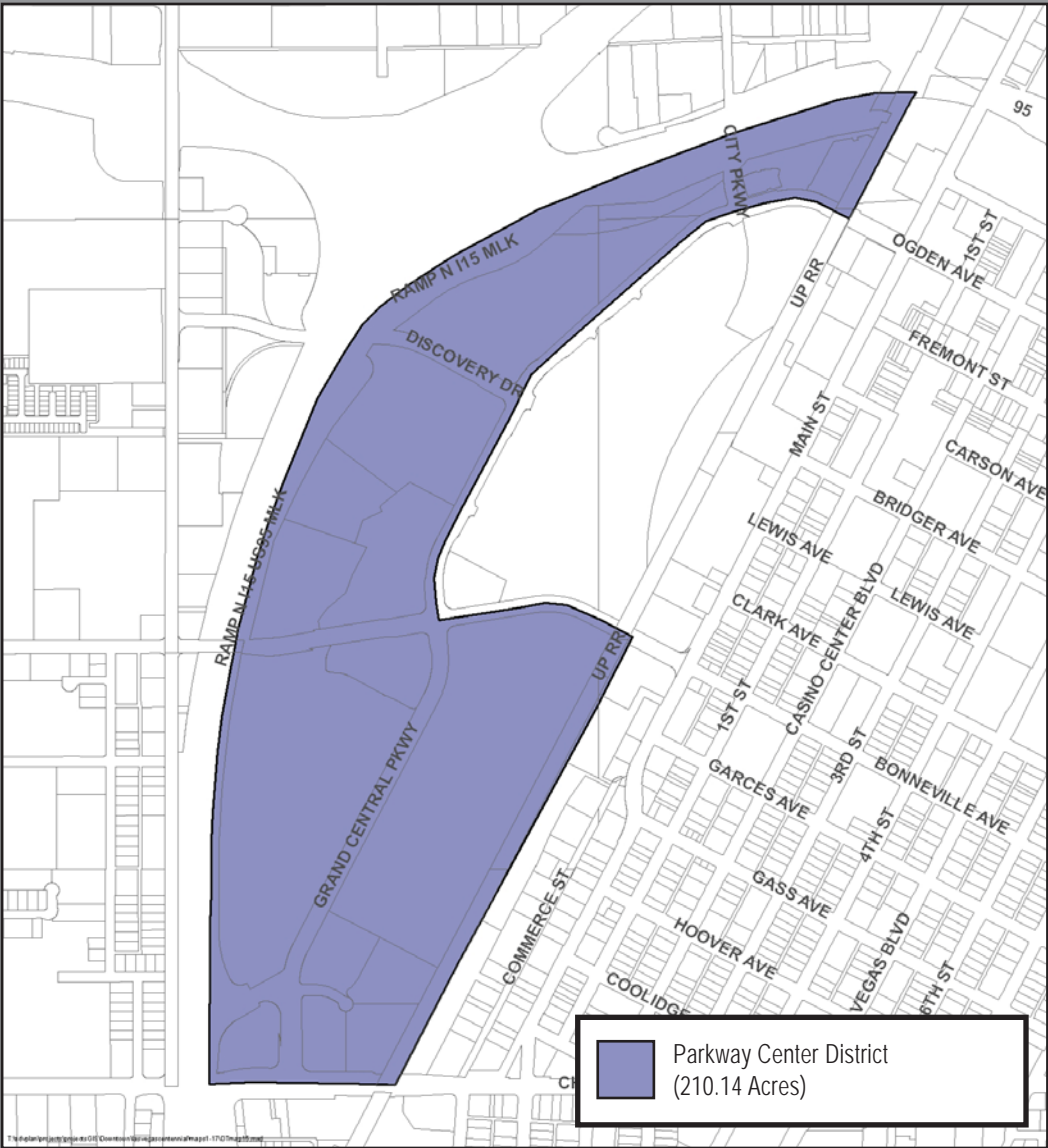 95
CITY PKWY
1ST ST
OGDEN AVE
RAMP N I15 MLK
UP RR
DISCOVERY DR
FREMONT ST
MAIN ST
CARSON AVE
BRIDGER AVE
LEWIS AVE
RAMP N I15 US95 MLK
LEWIS AVE
CLARK AVE
CASINO CENTER BLVD
UP RR
1ST ST
3RD ST
BONNEVILLE AVE
GARCES AVE
GRAND CENTRAL PKWY
4TH ST
GASS AVE
COMMERCE ST
HOOVER AVE
VEGAS BLVD
6TH ST
COOLIDGE
Parkway Center District
(210.14 Acres)
CH